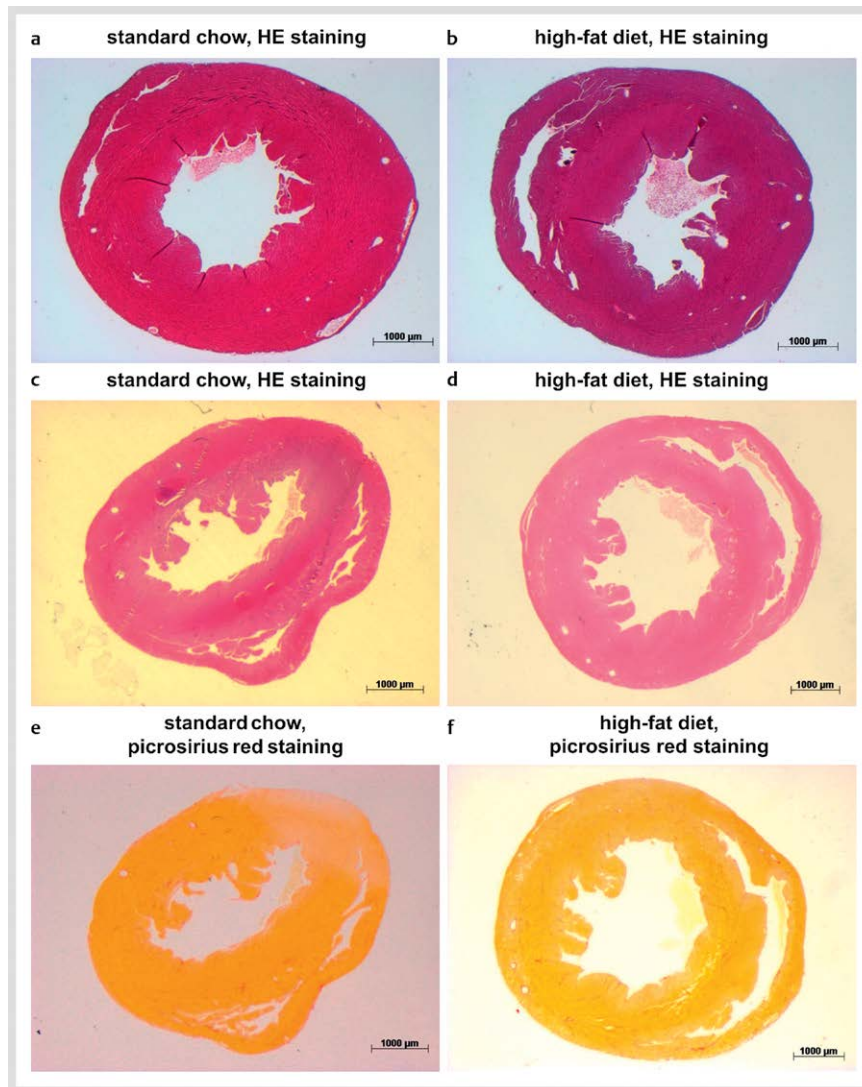 a standard chow, HE staining
b high-fat diet, HE staining
1000 µm
1000 µm
c standard chow, HE staining
d high-fat diet, HE staining
1000 µm
1000 µm
e standard chow,
picrosirius red staining
f high-fat diet,
picrosirius red staining
1000 µm
1000 µm